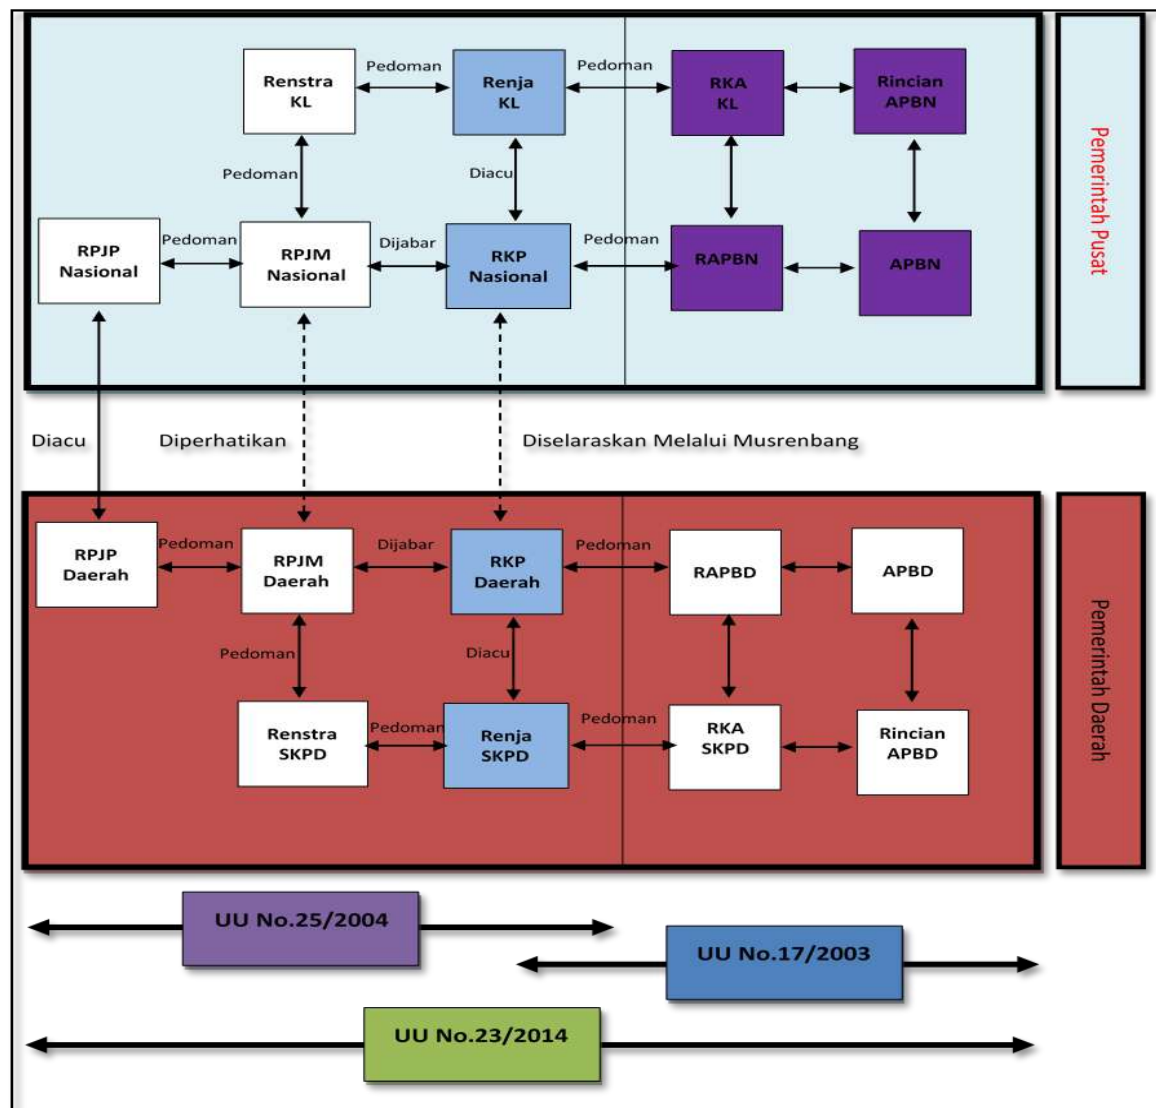 Pedoman
Pedoman
Renstra
KL
Renja
KL
RKA
KL
Rincian
APBN
Pedoman
Diacu
Pemerintah Pusat
RPJP
Nasional
Pedoman
RPJM
Nasional
Dijabar
RKP
Nasional
Pedoman
RAPBN
APBN
Diacu
Diperhatikan
Diselaraskan Melalui Musrenbang
RPJP
Daerah
Pedoman
RPJM
Daerah
Dijabar
RKP
Daerah
Pedoman
RAPBD
APBD
Pedoman
Diacu
Pemerintah Daerah
Renstra
SKPD
Pedoman
Renja
SKPD
Pedoman
RKA
SKPD
Rincian
APBD
UU No.25/2004
UU No.17/2003
UU No.23/2014